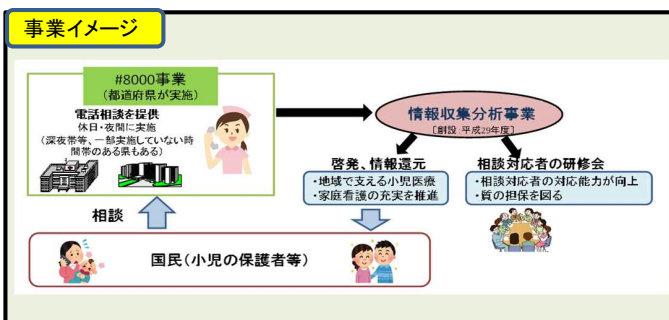 事業イメージ
#8000事業
（都道府県が実施）
電話相談を提供
休日・夜間に実施
（深夜帯等、一部実施していない時
間帯のある県もある）
情報収集分析事業
［創設：平成29年度］
啓発、情報還元
・地域で支える小児医療
・家庭看護の充実を推進
相談対応者の研修会
・相談対応者の対応能力が向上
・質の担保を図る
相談
国民（小児の保護者等）